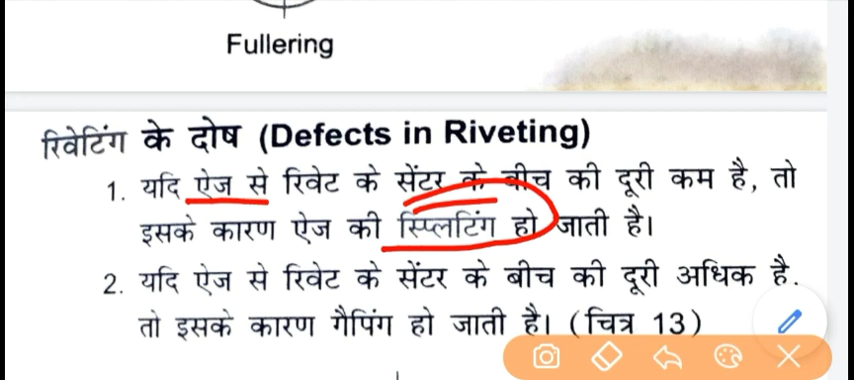 Fullering
रिवेटिंग के दोष (Defects in Riveting)
1. यदि ऐज से रिवेट के सेंटर के बीच की दूरी कम है, तो
इसके कारण ऐज की स्प्लिटिंग हो जाती है।
2. यदि ऐज से रिवेट के सेंटर के बीच की दूरी अधिक है.
तो इसके कारण गैपिंग हो जाती है। (चित्र 13)